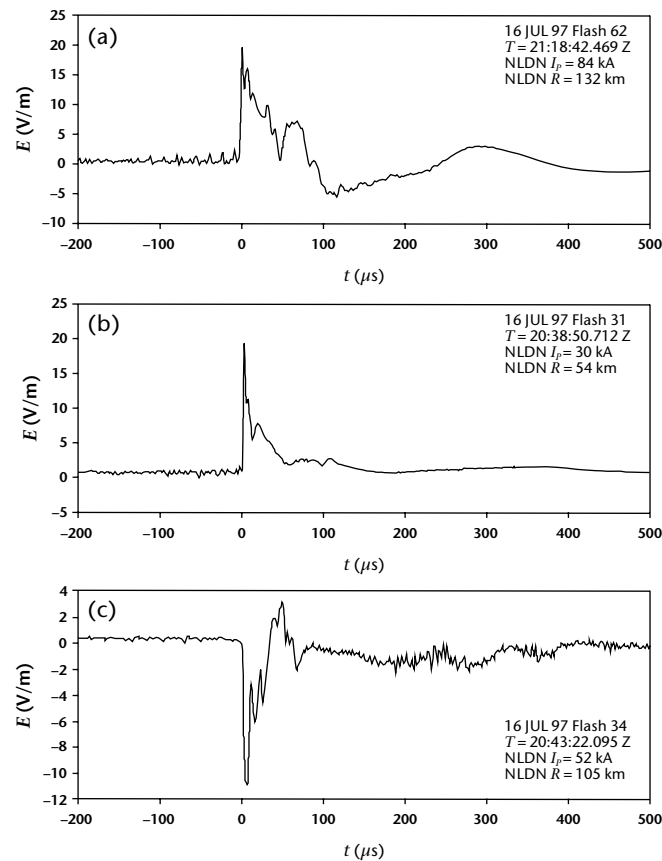 (a)
16 JUL 97 Flash 62
T = 21:18:42.469 Z
NLDN IP = 84 kA
NLDN R = 132 km
E (V/m)
25
20
15
10
5
0
–5
–10
–200 –100 0 100 200 300 400 500
t (μs)
(b)
16 JUL 97 Flash 31
T = 20:38:50.712 Z
NLDN IP = 30 kA
NLDN R = 54 km
E (V/m)
25
20
15
10
5
0
–5
–200 –100 0 100 200 300 400 500
t (μs)
(c)
E (V/m)
4
2
0
–2
–4
–6
–8
–10
–12
16 JUL 97 Flash 34
T = 20:43:22.095 Z
NLDN IP = 52 kA
NLDN R = 105 km
–200 –100 0 100 200 300 400 500
t (μs)